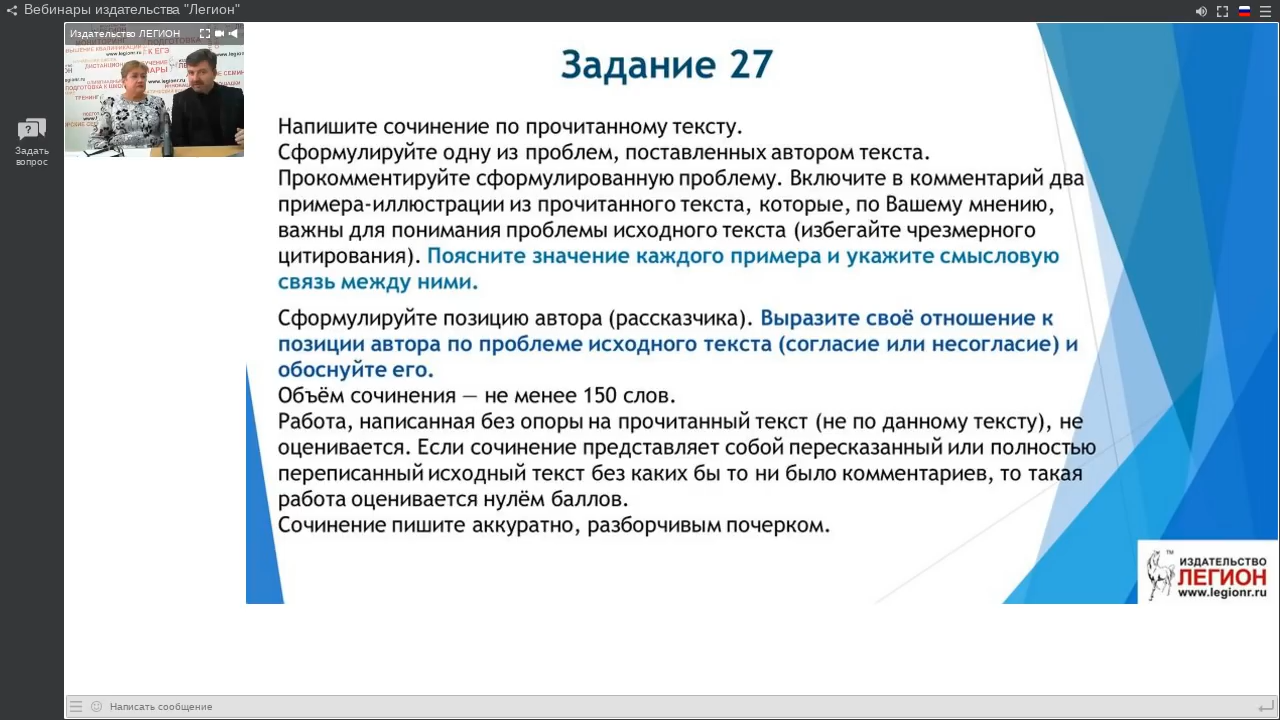 Вебинары издательства "Легион"
Издательство ЛЕГИОН
Задать
вопрос
Задание 27
Напишите сочинение по прочитанному тексту.
Сформулируйте одну из проблем, поставленных автором текста.
Прокомментируйте сформулированную проблему. Включите в комментарий два
примера-иллюстрации из прочитанного текста, которые, по Вашему мнению,
важны для понимания проблемы исходного текста (избегайте чрезмерного
цитирования). Поясните значение каждого примера и укажите смысловую
связь между ними.
Сформулируйте позицию автора (рассказчика). Выразите своё отношение к
позиции автора по проблеме исходного текста (согласие или несогласие) и
обоснуйте его.
Объём сочинения — не менее 150 слов.
Работа, написанная без опоры на прочитанный текст (не по данному тексту), не
оценивается. Если сочинение представляет собой пересказанный или полностью
переписанный исходный текст без каких бы то ни было комментариев, то такая
работа оценивается нулём баллов.
Сочинение пишите аккуратно, разборчивым почерком.
ТМ
ИЗДАТЕЛЬСТВО
ЛЕГИОН
www.legionr.ru
Написать сообщение